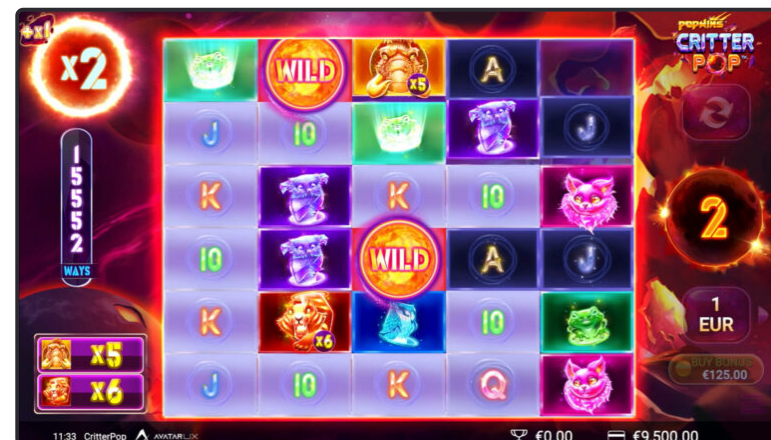 +x1
x2
POPWINS
CRITTER
POP
1
5
5
5
2
WAYS
WILD
x5
A
J
10
J
K
K
10
10
WILD
A
J
K
x6
10
J
10
K
Q
2
1
EUR
BUY BONUS
€125.00
x5
x6
11:33 CritterPop AVATARUX
€0.00
€9,500.00